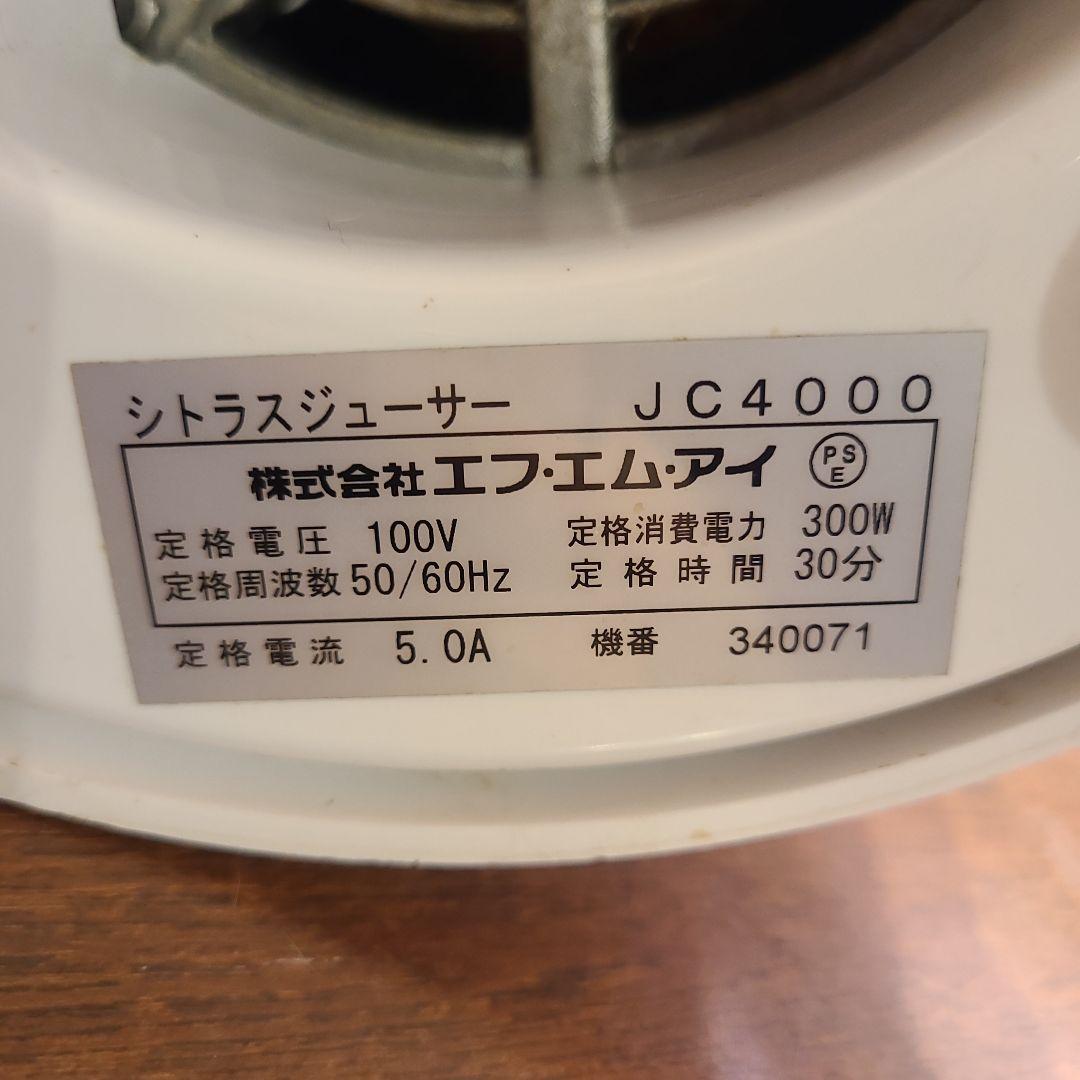 シトラスジューサー JC4000
株式会社エフ・エム・アイ PSE
定格電圧 100V 定格消費電力 300W
定格周波数 50/60Hz 定格時間 30分
定格電流 5.0A 機番 340071